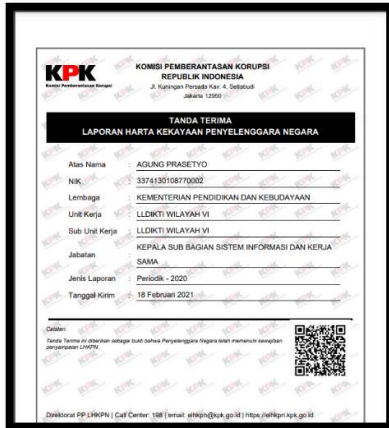 KPK
Komisi Pemberantasan Korupsi
KOMISI PEMBERANTASAN KORUPSI
REPUBLIK INDONESIA
Jl. Kuningan Persada Kav. 4, Setiabudi
Jakarta 12950
TANDA TERIMA
LAPORAN HARTA KEKAYAAN PENYELENGGARA NEGARA
Atas Nama : AGUNG PRASETYO
NIK : 3374130108770002
Lembaga : KEMENTERIAN PENDIDIKAN DAN KEBUDAYAAN
Unit Kerja : LLDIKTI WILAYAH VI
Sub Unit Kerja : LLDIKTI WILAYAH VI
Jabatan : KEPALA SUB BAGIAN SISTEM INFORMASI DAN KERJA
SAMA
Jenis Laporan : Periodik - 2020
Tanggal Kirim : 18 Februari 2021
Catatan:
Tanda Terima ini diberikan sebagai bukti bahwa Penyelenggara Negara telah memenuhi kewajiban
penyampaian LHKPN.
Direktorat PP LHKPN | Call Center: 198 | email: elhkpn@kpk.go.id | https://elhkpn.kpk.go.id